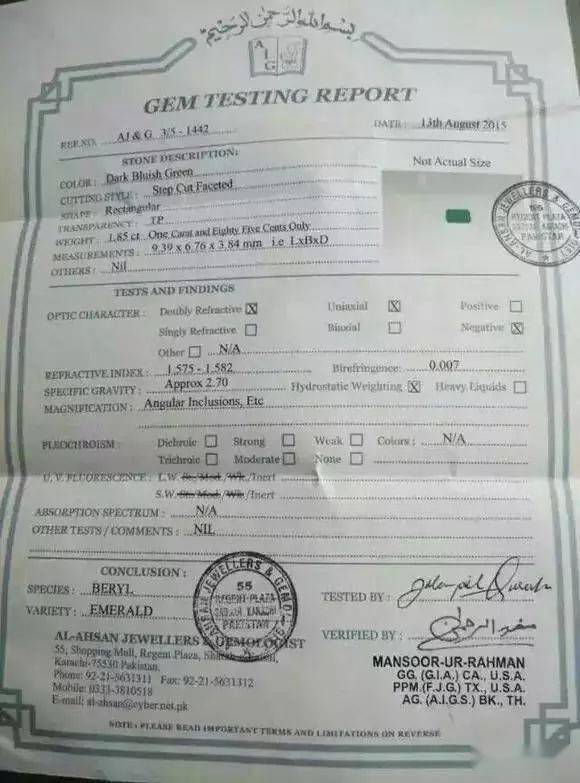 بسم الله الرحمن الرحيم
A I G
GEM TESTING REPORT
REF.NO. AJ & G 3/5 - 1442
DATE : 13th August 2015
STONE DESCRIPTION:
Not Actual Size
COLOR : Dark Bluish Green
CUTTING STYLE : Step Cut Faceted
SHAPE : Rectangular
TRANSPARENCY : TP
WEIGHT : 1.85 ct One Carat and Eighty Five Cents Only
MEASUREMENTS : 9.39 x 6.76 x 3.84 mm i.e LxBxD
OTHERS : Nil
TESTS AND FINDINGS
OPTIC CHARACTER : Doubly Refractive Uniaxial Positive
Singly Refractive Biaxial Negative
Other N/A
REFRACTIVE INDEX : 1.575 - 1.582 Birefringence: 0.007
SPECIFIC GRAVITY : Approx 2.70 Hydrostatic Weighting Heavy Liquids
MAGNIFICATION : Angular Inclusions, Etc
PLEOCHROISM : Dichroic Strong Weak Colors : N/A
Trichroic Moderate None
U.V. FLUORESCENCE : L.W. St./Mod./Wk./Inert
S.W. St./Mod./Wk/Inert
ABSORPTION SPECTRUM : N/A
OTHER TESTS / COMMENTS : NIL
CONCLUSION :
SPECIES : BERYL
VARIETY : EMERALD
TESTED BY :
VERIFIED BY :
AL-AHSAN JEWELLERS & GEMOLOGIST
55, Shopping Mall, Regent Plaza,
Karachi-75530 Pakistan.
Phone: 92-21-5631311 Fax: 92-21-5631312
Mobile: 0333-3810518
E-mail: al-ahsan@cyber.net.pk
MANSOOR-UR-RAHMAN
GG. (G.I.A.) CA., U.S.A.
PPM.(F.J.G) TX., U.S.A.
AG. (A.I.G.S.) BK., TH.
NOTE : PLEASE READ IMPORTANT TERMS AND LIMITATIONS ON REVERSE